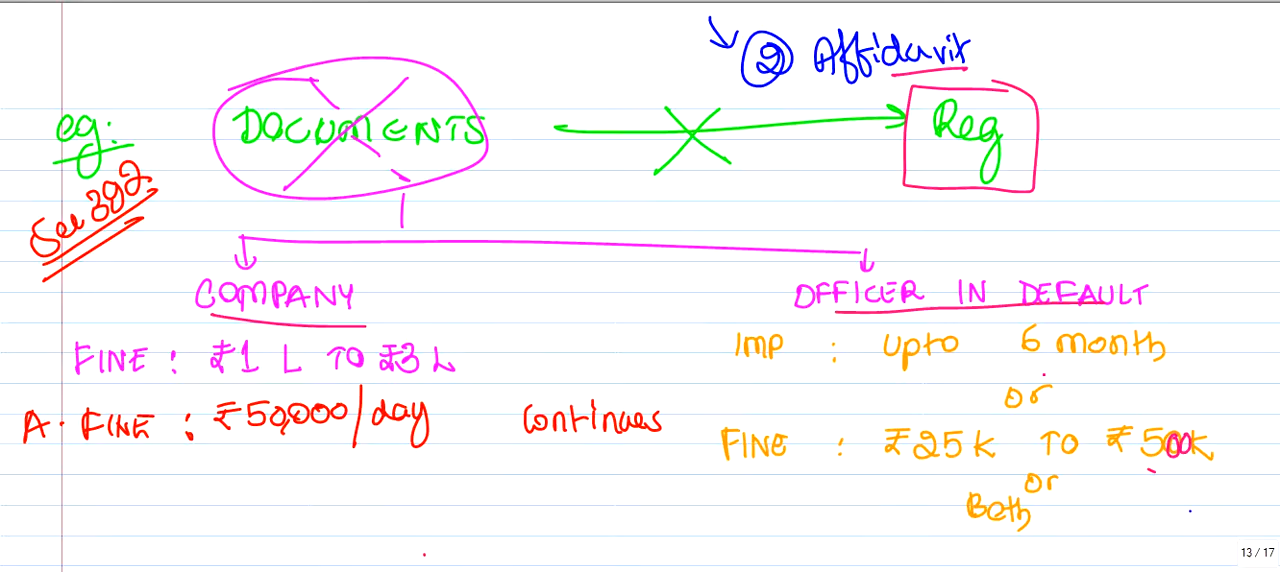 ② Affidavit
eg: DOCUMENTS Reg
Sec 392
COMPANY OFFICER IN DEFAULT
FINE : ₹1 L TO ₹3 L
IMP : upto 6 month
or
A. FINE : ₹50,000/day continues
FINE : ₹25k TO ₹500k
or
Both
13 / 17